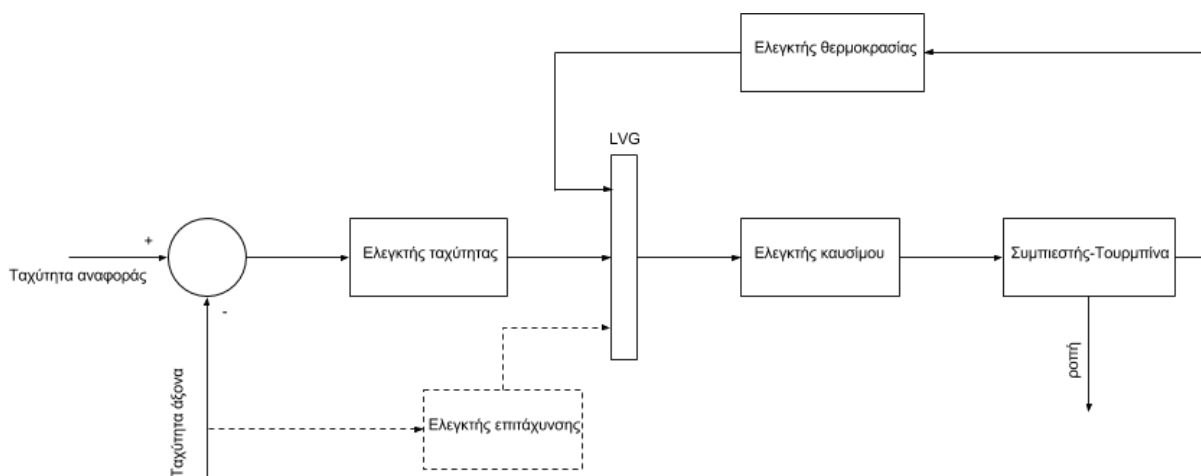 Ελεγκτής θερμοκρασίας
LVG
+
Ταχύτητα αναφοράς
Ελεγκτής ταχύτητας
Ελεγκτής καυσίμου
Συμπιεστής-Τουρμπίνα
-
Ταχύτητα άξονα
Ελεγκτής επιτάχυνσης
ροπή